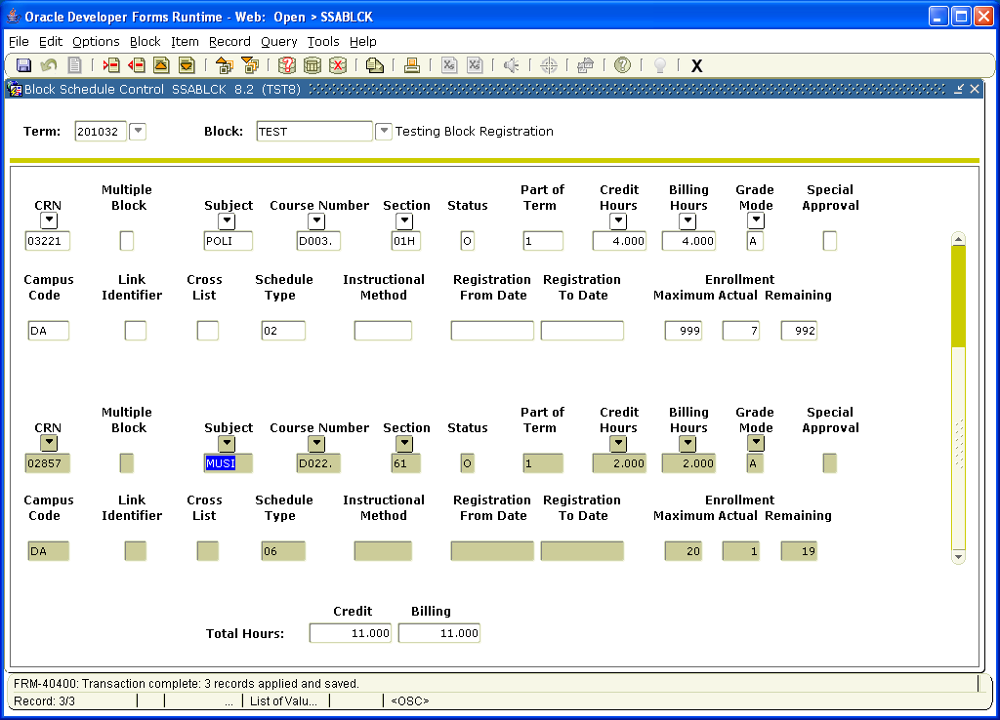 Oracle Developer Forms Runtime - Web: Open > SSABLCK
File Edit Options Block Item Record Query Tools Help
X
Block Schedule Control SSABLCK 8.2 (TST8)
Term: 201032 Block: TEST Testing Block Registration
Multiple Part of Credit Billing Grade Special
CRN Block Subject Course Number Section Status Term Hours Hours Mode Approval
03221 POLI D003. 01H O 1 4.000 4.000 A
Campus Link Cross Schedule Instructional Registration Registration Enrollment
Code Identifier List Type Method From Date To Date Maximum Actual Remaining
DA 02 999 7 992
Multiple Part of Credit Billing Grade Special
CRN Block Subject Course Number Section Status Term Hours Hours Mode Approval
02857 MUSI D022. 61 O 1 2.000 2.000 A
Campus Link Cross Schedule Instructional Registration Registration Enrollment
Code Identifier List Type Method From Date To Date Maximum Actual Remaining
DA 06 20 1 19
Credit Billing
Total Hours: 11.000 11.000
FRM-40400: Transaction complete: 3 records applied and saved.
Record: 3/3 ... List of Valu... <OSC>